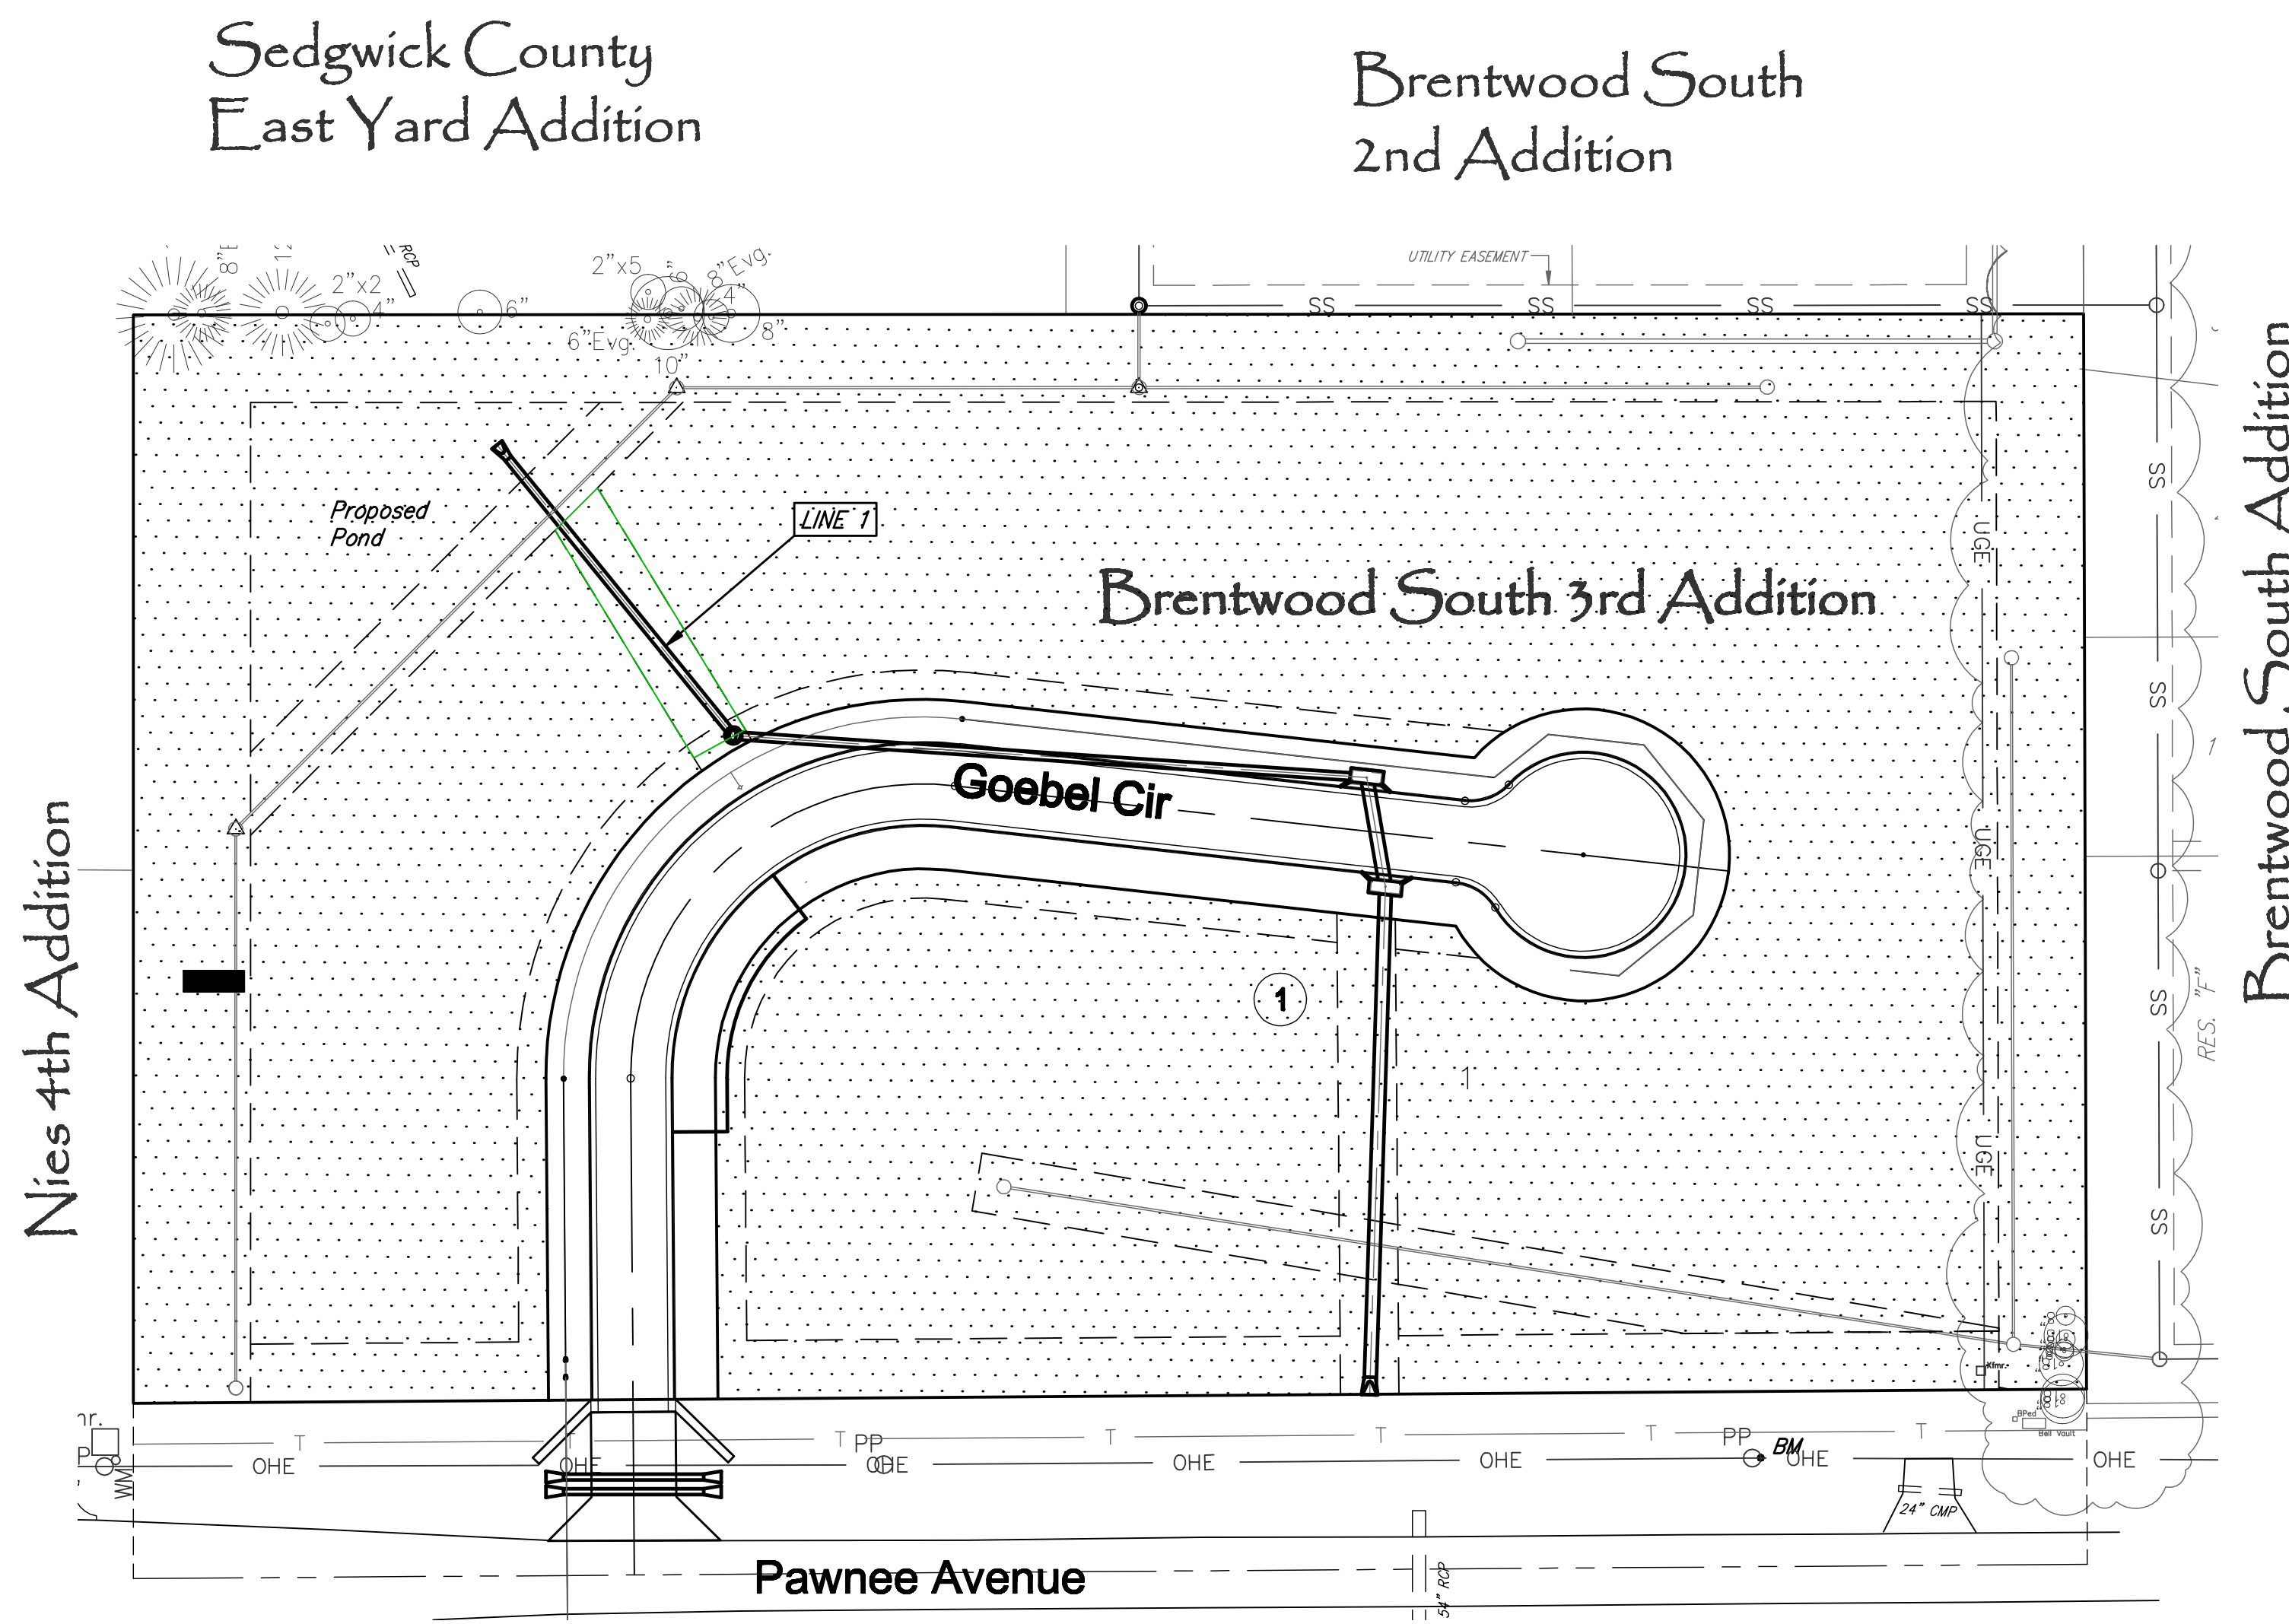 Sedgwick County
East Yard Addition
Brentwood South
2nd Addition
UTILITY EASEMENT
RCP
2"x2
4"
6"
2"x5
8"Evg.
4"
8"
6"Evg.
10"
SS
SS
SS
SS
Proposed
Pond
LINE 1
Brentwood South 3rd Addition
Goebel Cir
1
1
UGE
UGE
UGE
SS
SS
SS
SS
RES. "F"
Nies 4th Addition
Brentwood South Addition
Kfmr.
BPed
Bell Vault
T
T
T
T
T
T
T
PP
PP
BM
OHE
OHE
OHE
OHE
OHE
OHE
OHE
WM
24" CMP
54" RCP
Pawnee Avenue